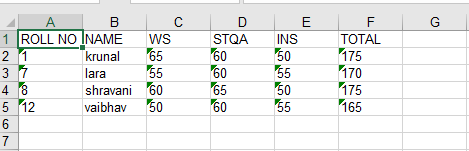 A B C D E F G
1 ROLL NO NAME WS STQA INS TOTAL
2 1 krunal 65 60 50 175
3 7 lara 55 60 55 170
4 8 shravani 60 65 50 175
5 12 vaibhav 50 60 55 165
6
7